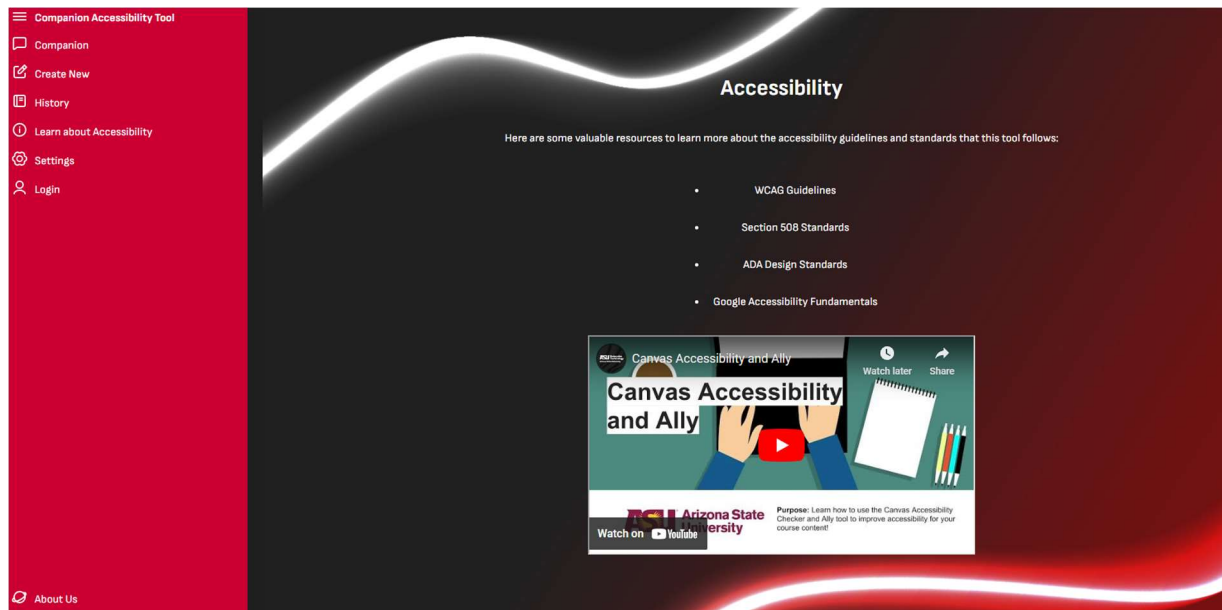 Companion Accessibility Tool
Companion
Create New
History
Learn about Accessibility
Settings
Login
About Us
Accessibility
Here are some valuable resources to learn more about the accessibility guidelines and standards that this tool follows:
• WCAG Guidelines
• Section 508 Standards
• ADA Design Standards
• Google Accessibility Fundamentals
Canvas Accessibility and Ally
Watch later
Share
Canvas Accessibility
and Ally
ASU Arizona State
University
Purpose: Learn how to use the Canvas Accessibility
Checker and Ally tool to improve accessibility for your
course content!
Watch on YouTube